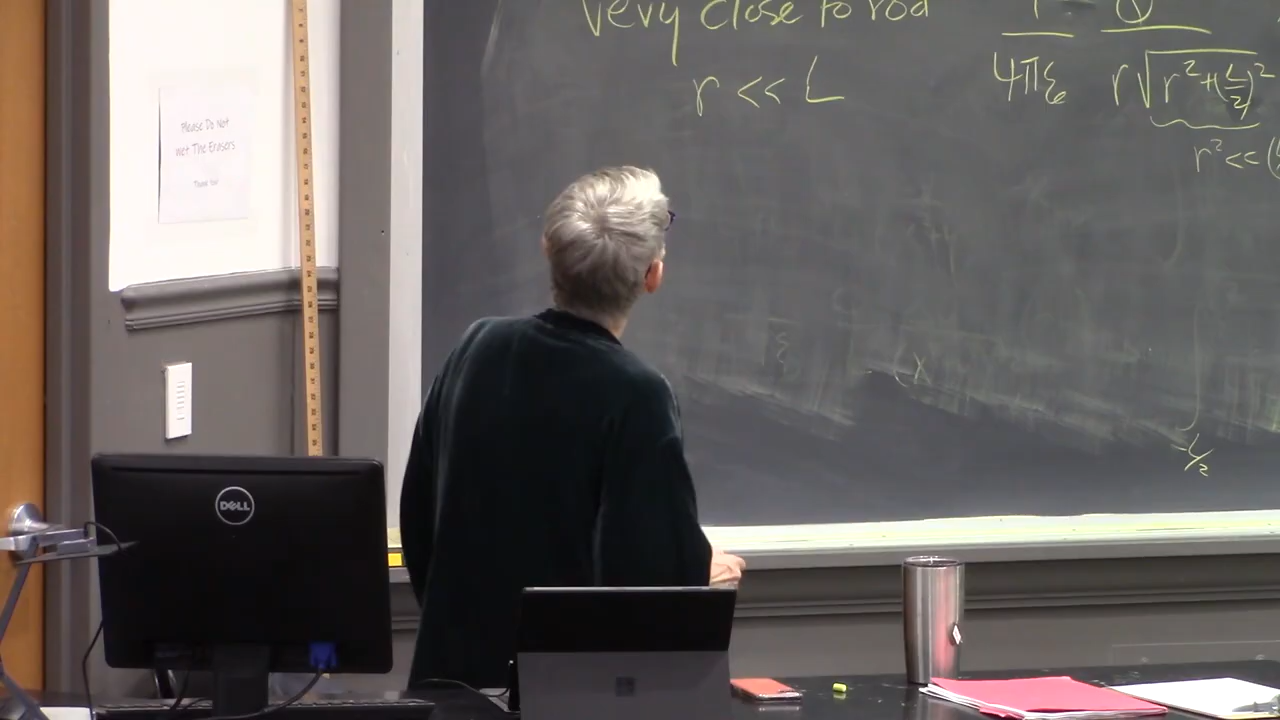 Please Do Not
Wet The Erasers
Thank You
very close to rod
r << L
1 Q
4πε₀ r√r²+(L/2)²
r² << (
-L/2
DELL